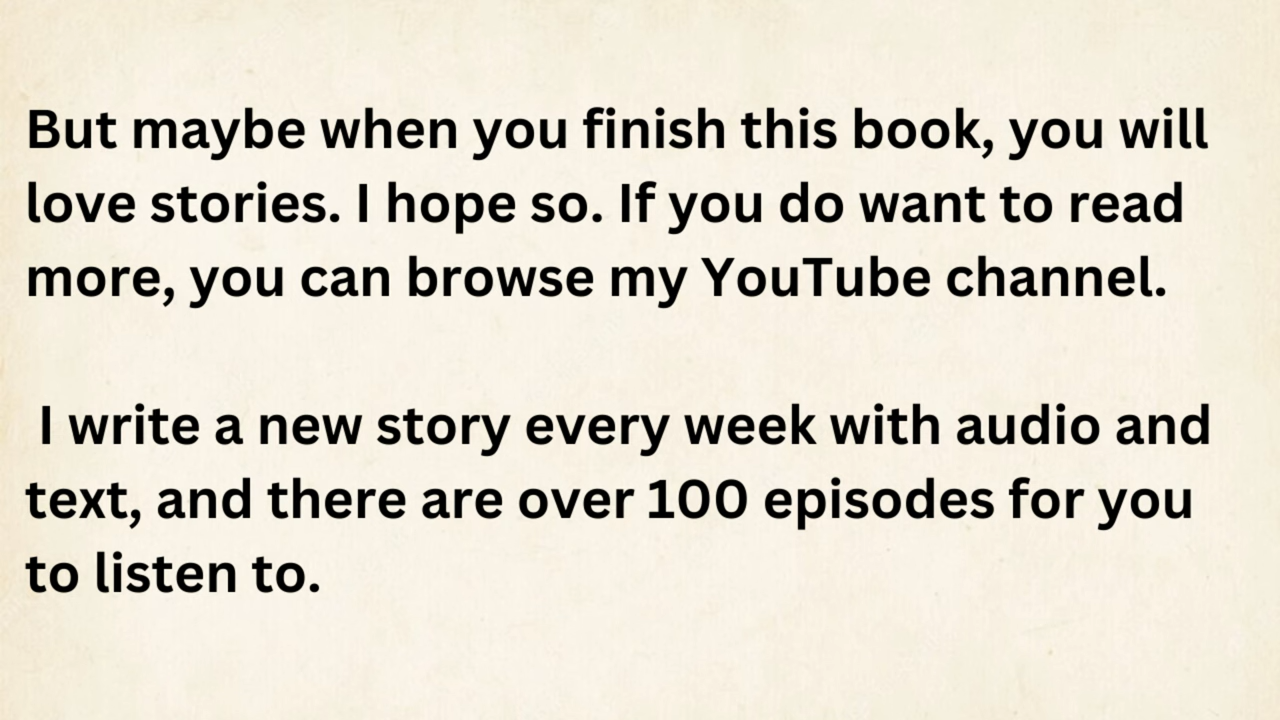 But maybe when you finish this book, you will
love stories. I hope so. If you do want to read
more, you can browse my YouTube channel.
I write a new story every week with audio and
text, and there are over 100 episodes for you
to listen to.